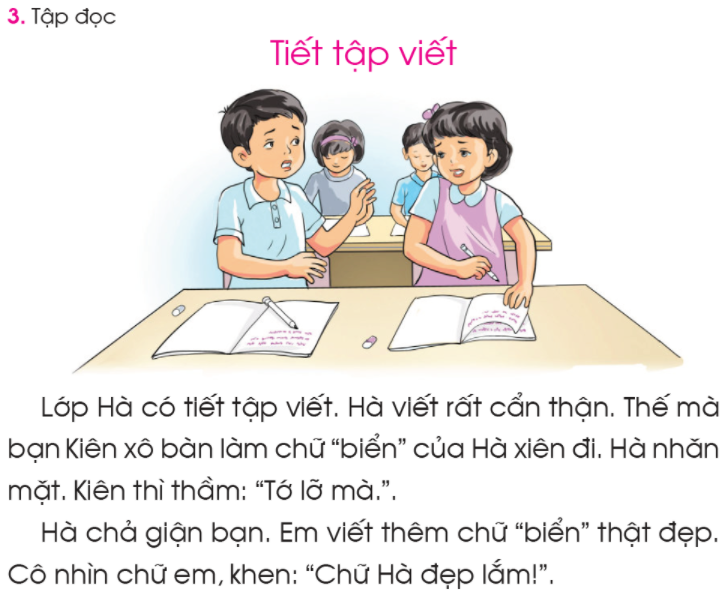 3. Tập đọc
Tiết tập viết
Lớp Hà có tiết tập viết. Hà viết rất cẩn thận. Thế mà
bạn Kiên xô bàn làm chữ “biển” của Hà xiên đi. Hà nhăn
mặt. Kiên thì thầm: “Tớ lỡ mà.”.
Hà chả giận bạn. Em viết thêm chữ “biển” thật đẹp.
Cô nhìn chữ em, khen: “Chữ Hà đẹp lắm!”.